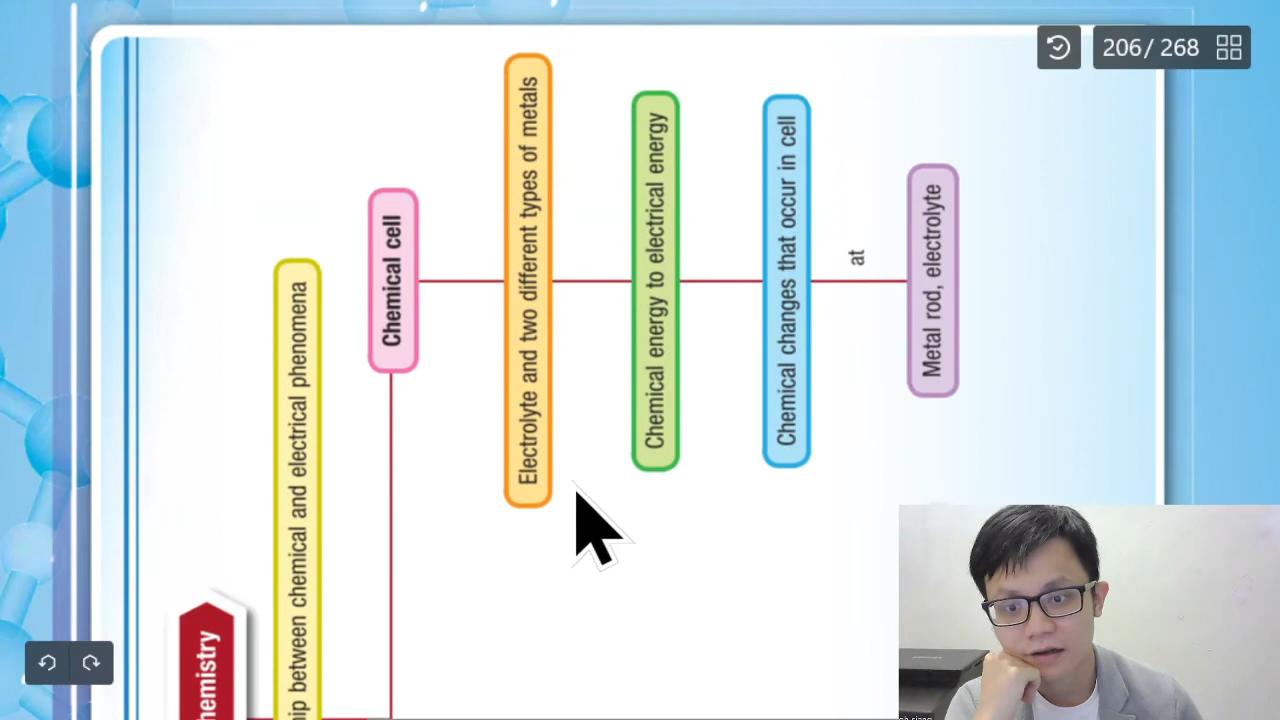 206/ 268
hemistry
ip between chemical and electrical phenomena
Chemical cell
Electrolyte and two different types of metals
Chemical energy to electrical energy
Chemical changes that occur in cell
at
Metal rod, electrolyte